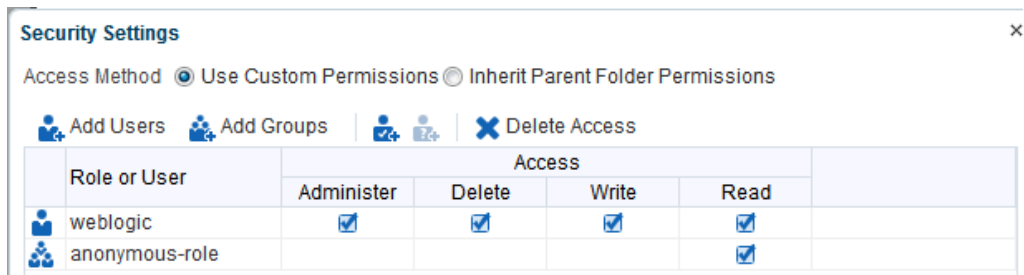 Security Settings
Access Method Use Custom Permissions Inherit Parent Folder Permissions
Add Users Add Groups Delete Access
Role or User Access
Administer Delete Write Read
weblogic
anonymous-role